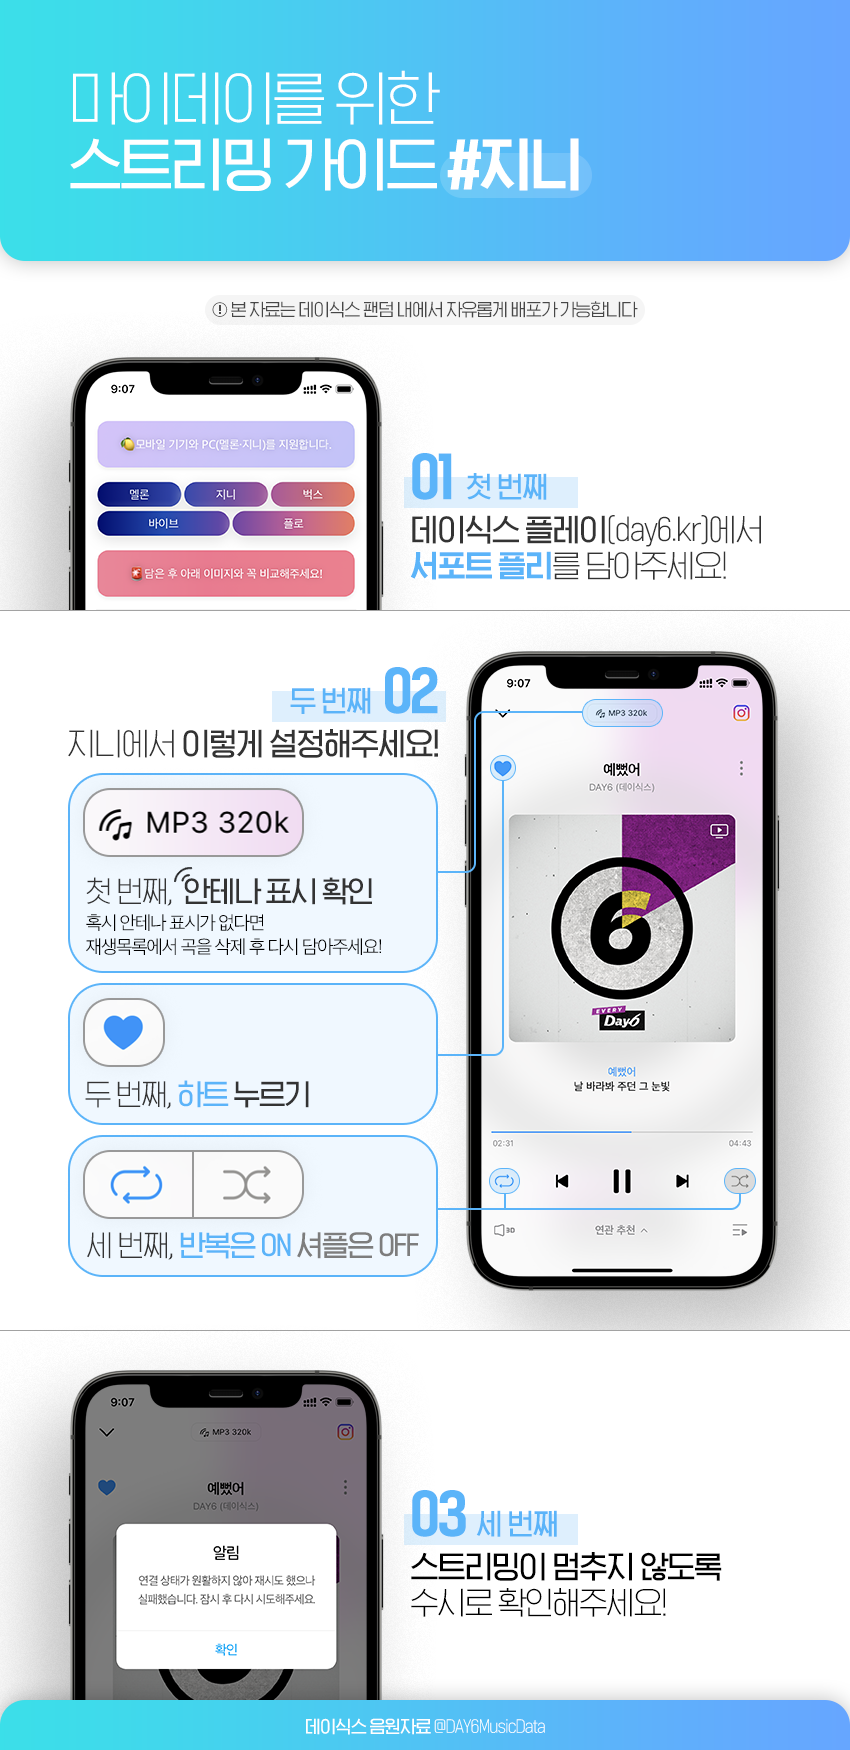 마이데이를 위한
스트리밍 가이드 #지니
! 본 자료는 데이식스 팬덤 내에서 자유롭게 배포가 가능합니다
9:07
🍋모바일 기기와 PC(멜론·지니)를 지원합니다.
멜론 지니 벅스
바이브 플로
🚨담은 후 아래 이미지와 꼭 비교해주세요!
01 첫 번째
데이식스 플레이(day6.kr)에서
서포트 플리를 담아주세요!
두 번째 02
지니에서 이렇게 설정해주세요!
MP3 320k
첫 번째, 안테나 표시 확인
혹시 안테나 표시가 없다면
재생목록에서 곡을 삭제 후 다시 담아주세요!
두 번째, 하트 누르기
세 번째, 반복은 ON 셔플은 OFF
9:07
MP3 320k
예뻤어
DAY6 (데이식스)
6
EVERY
Day6
예뻤어
날 바라봐 주던 그 눈빛
02:31 04:43
3D 연관 추천
9:07
MP3 320k
예뻤어
DAY6 (데이식스)
알림
연결 상태가 원활하지 않아 재시도 했으나
실패했습니다. 잠시 후 다시 시도해주세요.
확인
03 세 번째
스트리밍이 멈추지 않도록
수시로 확인해주세요!
데이식스 음원자료 @DAY6MusicData